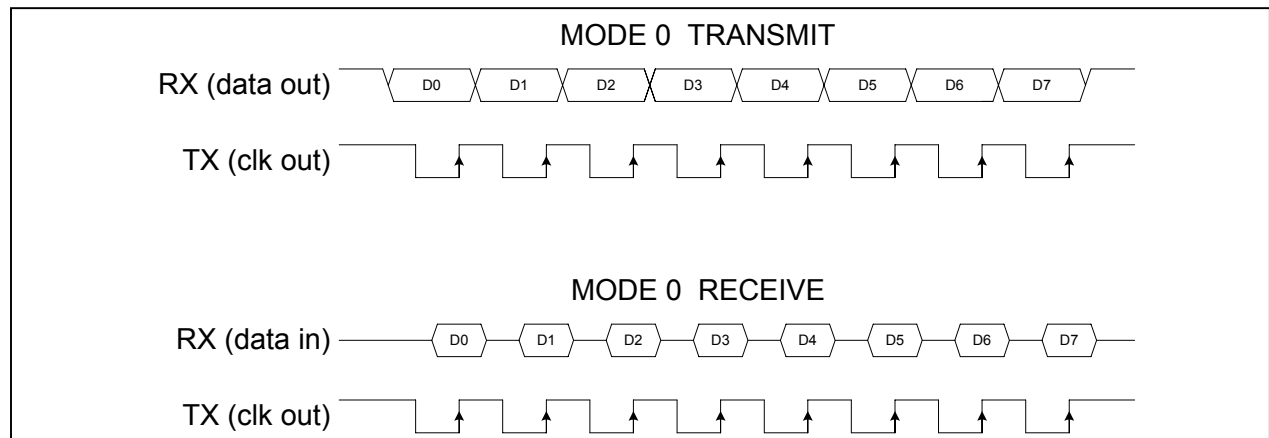 MODE 0 TRANSMIT
RX (data out) D0 D1 D2 D3 D4 D5 D6 D7
TX (clk out)
MODE 0 RECEIVE
RX (data in) D0 D1 D2 D3 D4 D5 D6 D7
TX (clk out)